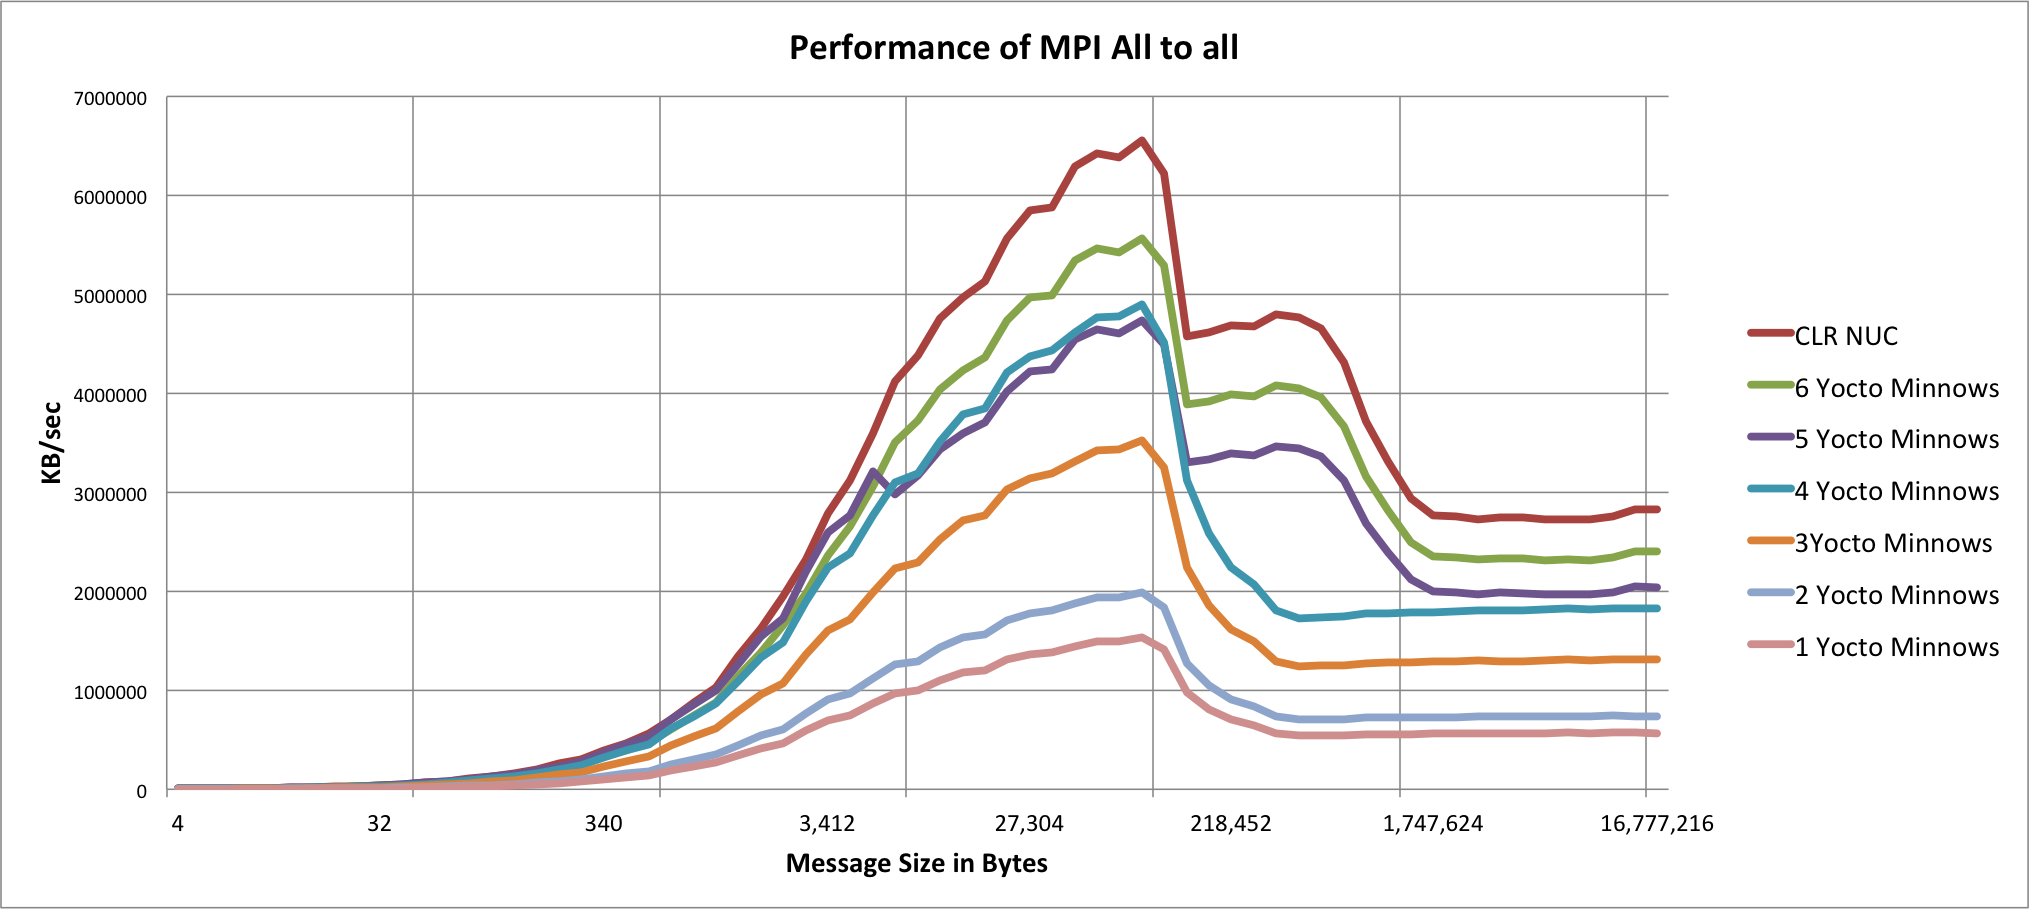 Performance of MPI All to all
7000000
6000000
5000000
4000000
3000000
2000000
1000000
0
KB/sec
4 32 340 3,412 27,304 218,452 1,747,624 16,777,216
Message Size in Bytes
CLR NUC
6 Yocto Minnows
5 Yocto Minnows
4 Yocto Minnows
3Yocto Minnows
2 Yocto Minnows
1 Yocto Minnows